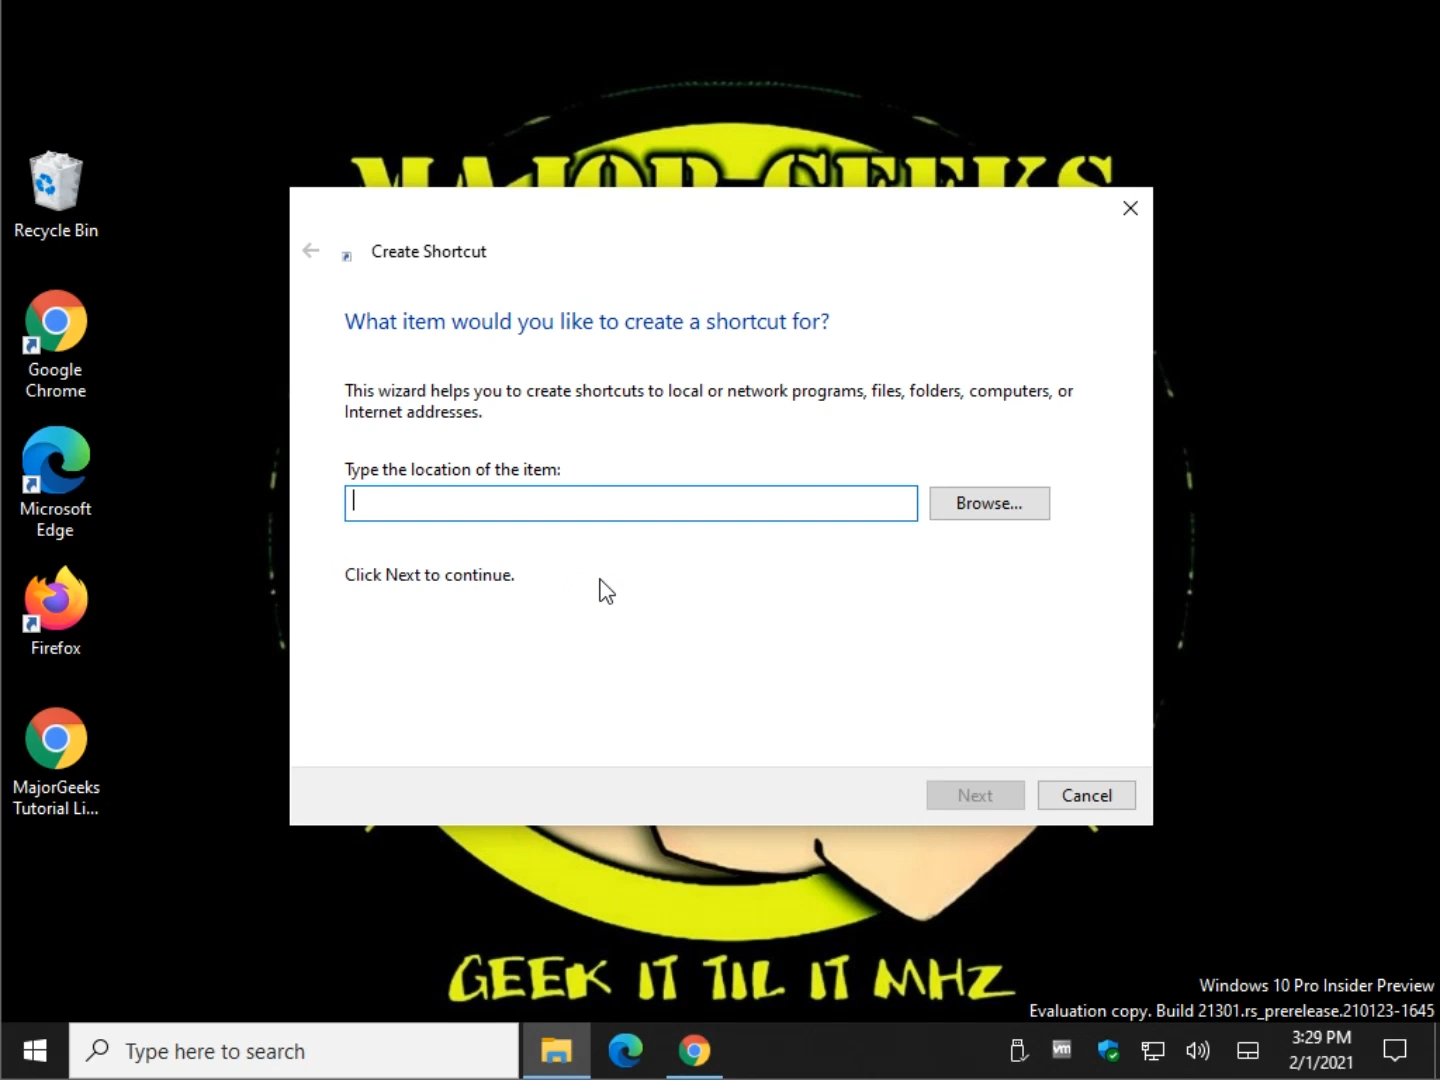 MAJOR GEEKS
Recycle Bin
Google
Chrome
Microsoft
Edge
Firefox
MajorGeeks
Tutorial Li...
Create Shortcut
What item would you like to create a shortcut for?
This wizard helps you to create shortcuts to local or network programs, files, folders, computers, or
Internet addresses.
Type the location of the item:
Browse...
Click Next to continue.
Next
Cancel
GEEK IT TIL IT MHZ
Windows 10 Pro Insider Preview
Evaluation copy. Build 21301.rs_prerelease.210123-1645
Type here to search
vm
3:29 PM
2/1/2021